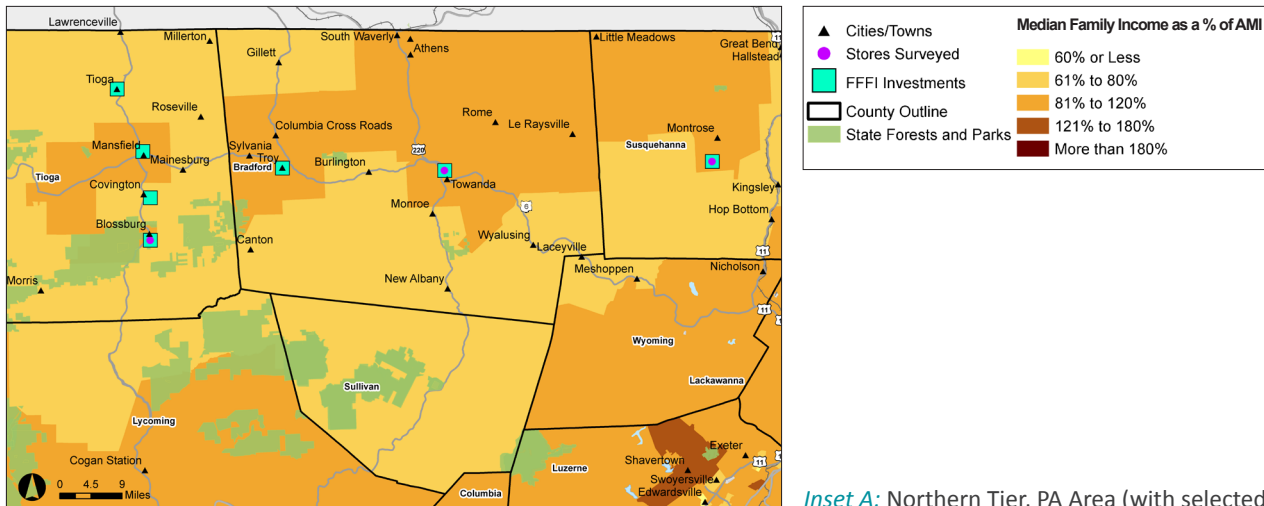 Lawrenceville
Millerton
South Waverly
Little Meadows
Great Bend
Hallstead
11
Gillett
Athens
Tioga
Roseville
Rome
Columbia Cross Roads
Le Raysville
Montrose
Mansfield
Mainesburg
Sylvania
Troy
Bradford
Burlington
220
Susquehanna
Tioga
Covington
Towanda
Kingsley
Monroe
6
Hop Bottom
Blossburg
Canton
Wyalusing
Laceyville
11
Morris
New Albany
Meshoppen
Nicholson
11
Wyoming
Lackawanna
Sullivan
Lycoming
Cogan Station
Exeter
Shavertown
11
Luzerne
Swoyersville
Edwardsville
Columbia
0 4.5 9
Miles
Cities/Towns
Stores Surveyed
FFFI Investments
County Outline
State Forests and Parks
Median Family Income as a % of AMI
60% or Less
61% to 80%
81% to 120%
121% to 180%
More than 180%
Inset A: Northern Tier, PA Area (with selected